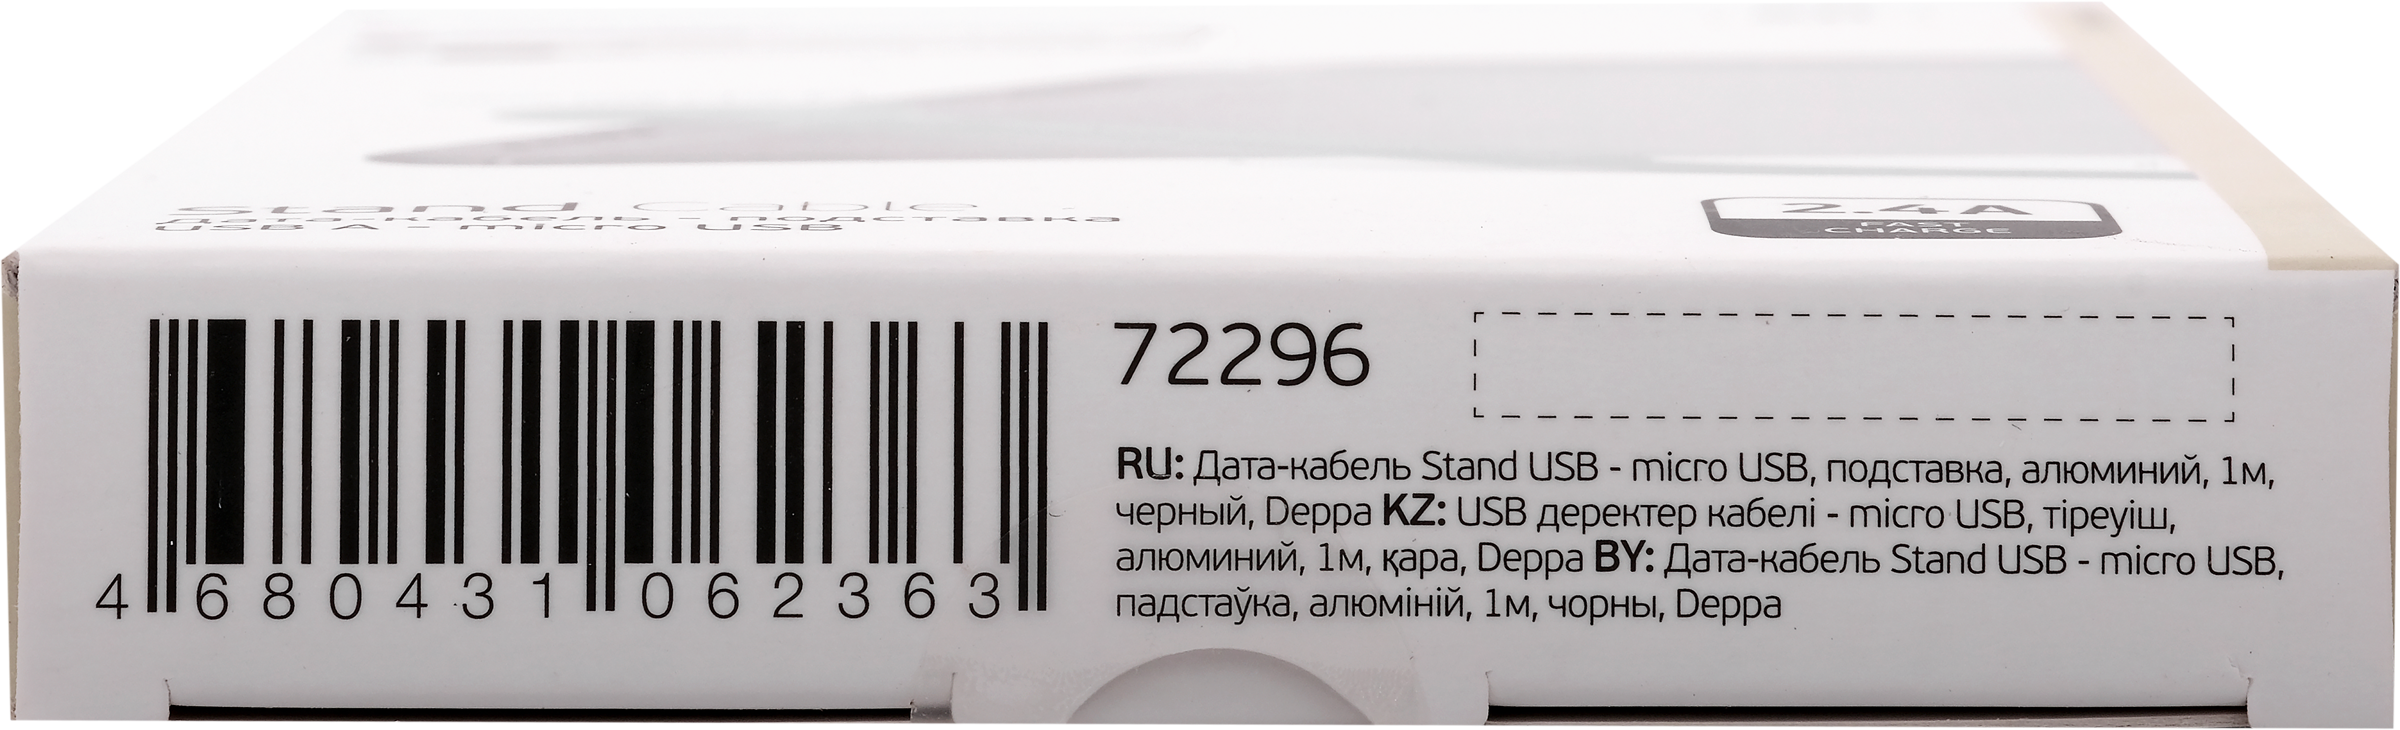 Stand Cable
Дата-кабель - подставка
USB A - micro USB
2.4A
FAST
CHARGE
72296
4 680431 062363
RU: Дата-кабель Stand USB - micro USB, подставка, алюминий, 1м,
черный, Deppa KZ: USB деректер кабелі - micro USB, тіреуіш,
алюминий, 1м, қара, Deppa BY: Дата-кабель Stand USB - micro USB,
падстаўка, алюміній, 1м, чорны, Deppa